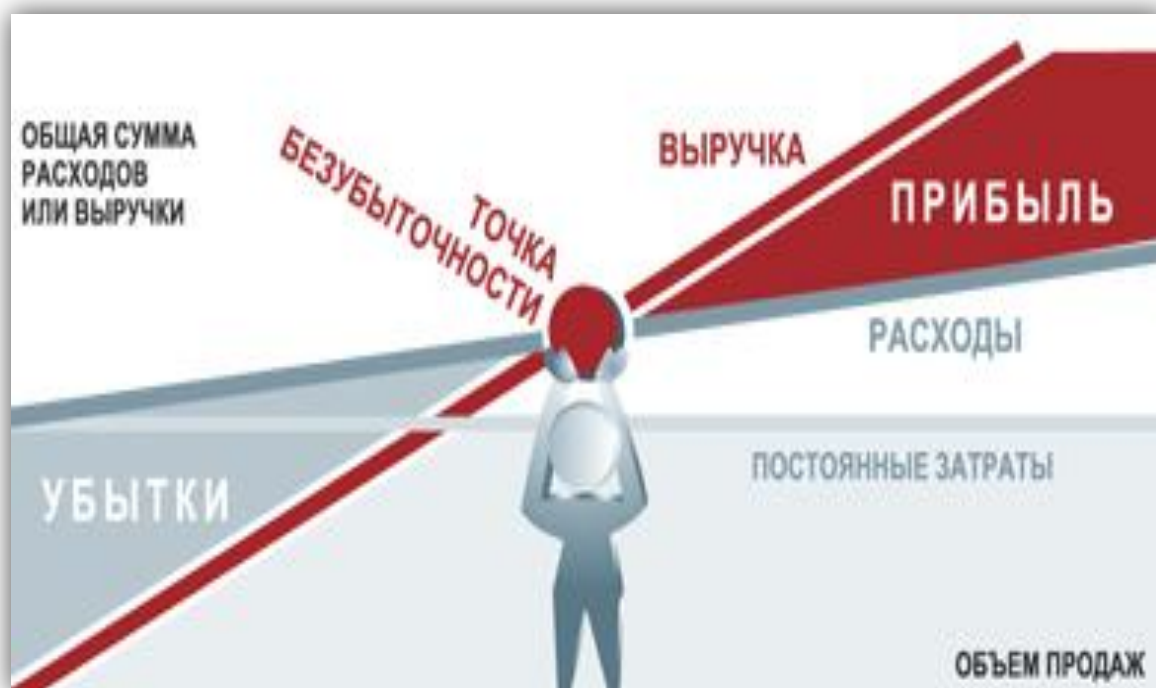 ОБЩАЯ СУММА
РАСХОДОВ
ИЛИ ВЫРУЧКИ
ТОЧКА
БЕЗУБЫТОЧНОСТИ
ВЫРУЧКА
ПРИБЫЛЬ
РАСХОДЫ
ПОСТОЯННЫЕ ЗАТРАТЫ
УБЫТКИ
ОБЪЕМ ПРОДАЖ